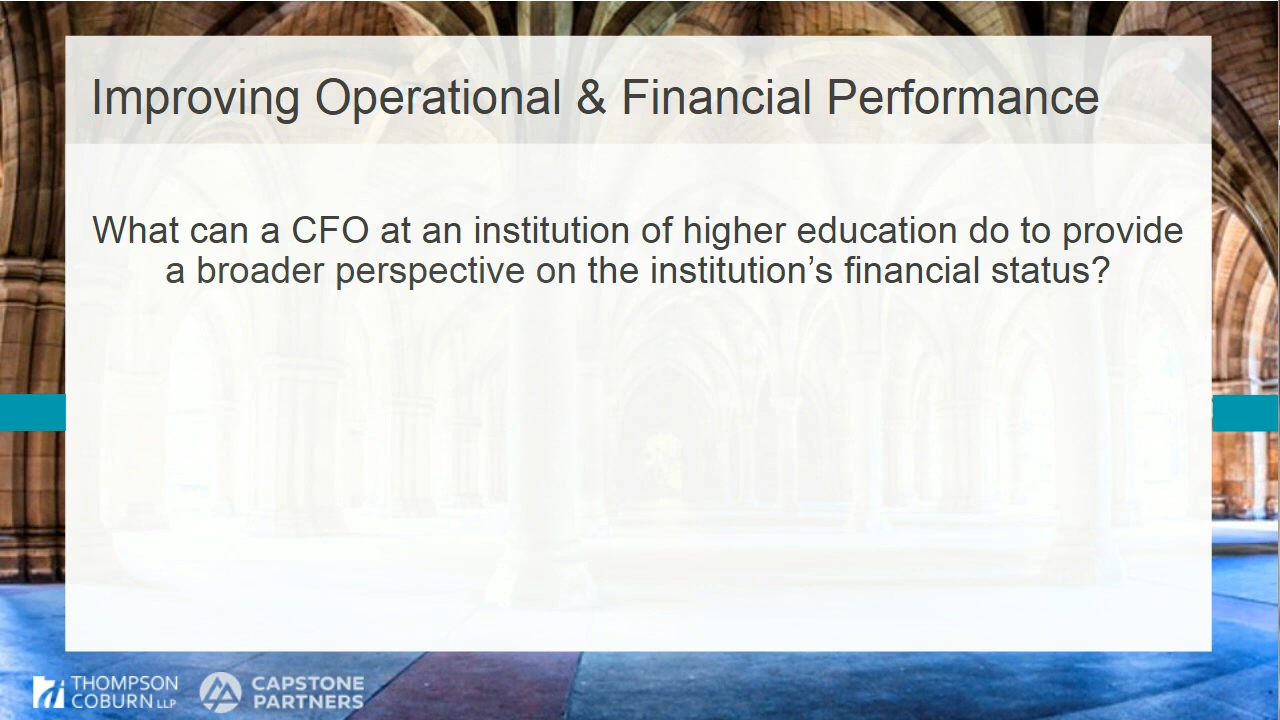 Improving Operational & Financial Performance
What can a CFO at an institution of higher education do to provide
a broader perspective on the institution’s financial status?
THOMPSON
COBURN LLP
CAPSTONE
PARTNERS